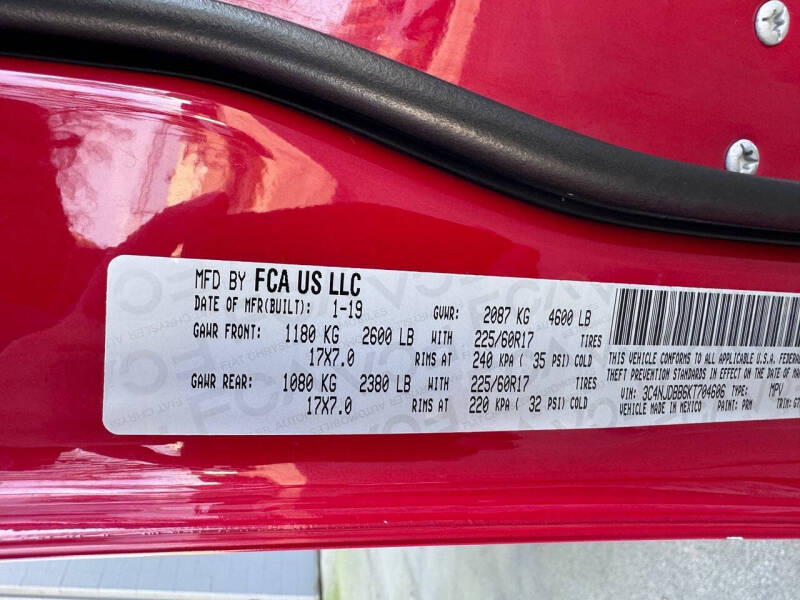 MFD BY FCA US LLC
DATE OF MFR(BUILT): 1-19 GVWR: 2087 KG 4600 LB
GAWR FRONT: 1180 KG 2600 LB WITH 225/60R17 TIRES
17X7.0 RIMS AT 240 KPA ( 35 PSI) COLD
GAWR REAR: 1080 KG 2380 LB WITH 225/60R17 TIRES
17X7.0 RIMS AT 220 KPA ( 32 PSI) COLD
THIS VEHICLE CONFORMS TO ALL APPLICABLE U.S.A. FEDERAL
THEFT PREVENTION STANDARDS IN EFFECT ON THE DATE OF MA
VIN: 3C4NJDBB6KT704606 TYPE: MPV
VEHICLE MADE IN MEXICO PAINT: PRM TRIM: